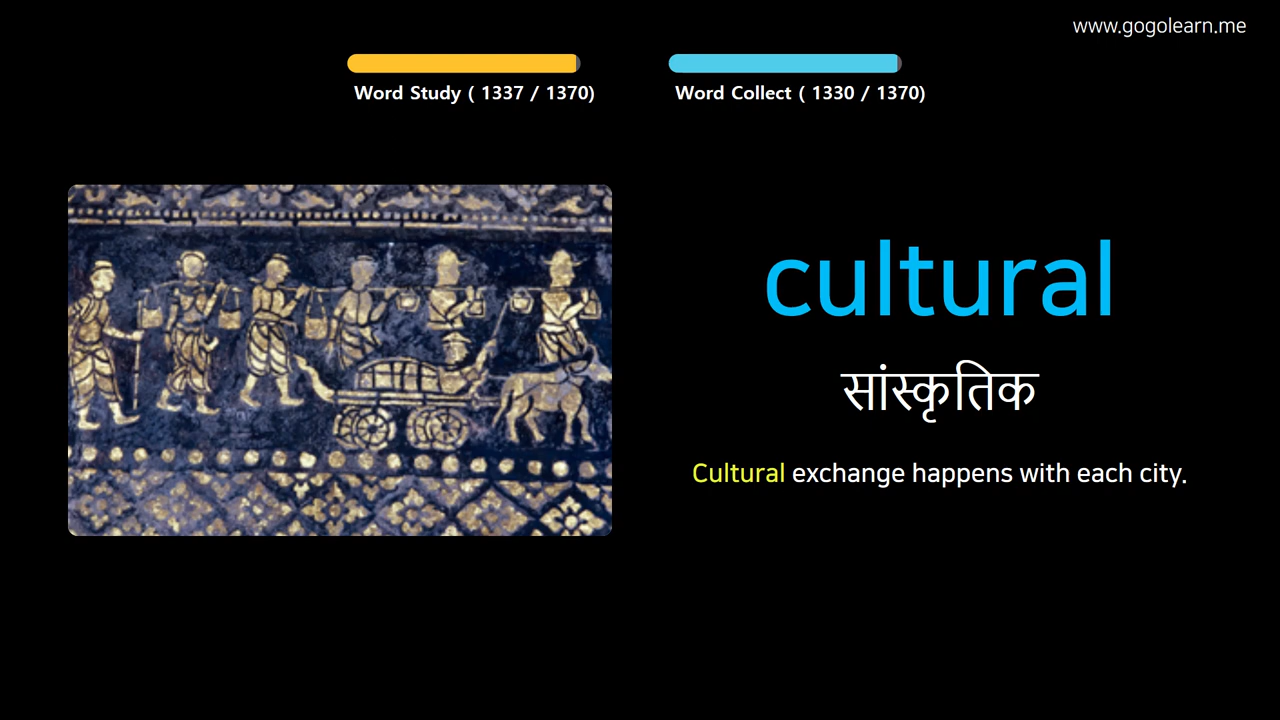 www.gogolearn.me
Word Study ( 1337 / 1370)
Word Collect ( 1330 / 1370)
cultural
सांस्कृतिक
Cultural exchange happens with each city.